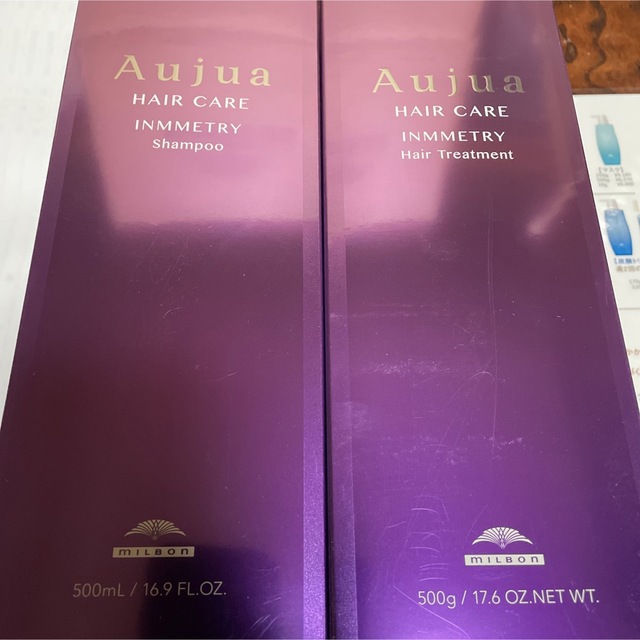 Aujua
HAIR CARE
INMMETRY
Shampoo
MILBON
500mL / 16.9 FL.OZ.
Aujua
HAIR CARE
INMMETRY
Hair Treatment
MILBON
500g / 17.6 OZ.NET WT.